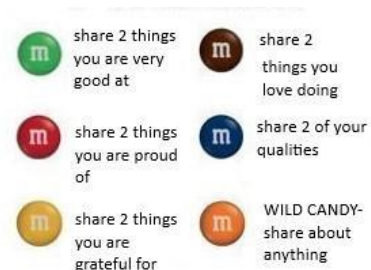 m
share 2 things
you are very
good at
m
share 2
things you
love doing
m
share 2 things
you are proud
of
m
share 2 of your
qualities
m
share 2 things
you are
grateful for
m
WILD CANDY-
share about
anything